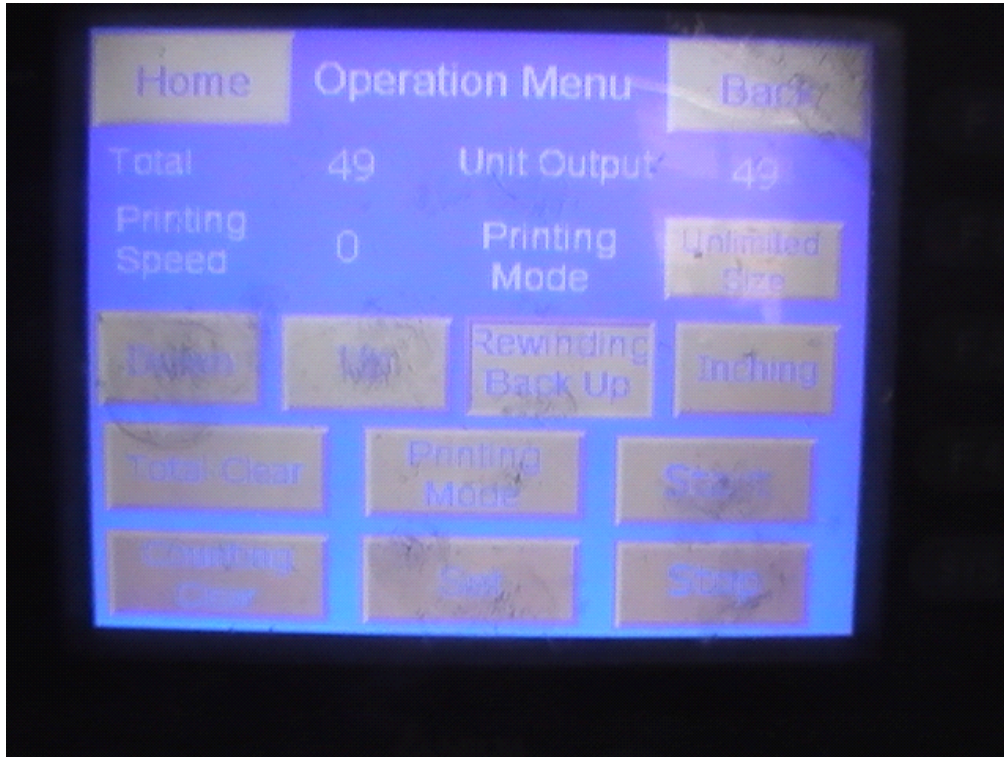 Home Operation Menu Back
Total 49 Unit Output 49
Printing
Speed 0 Printing
Mode Unlimited
Size
Down Up Rewinding
Back Up Inching
Total Clear Printing
Mode Start
Counting
Clear Set Stop